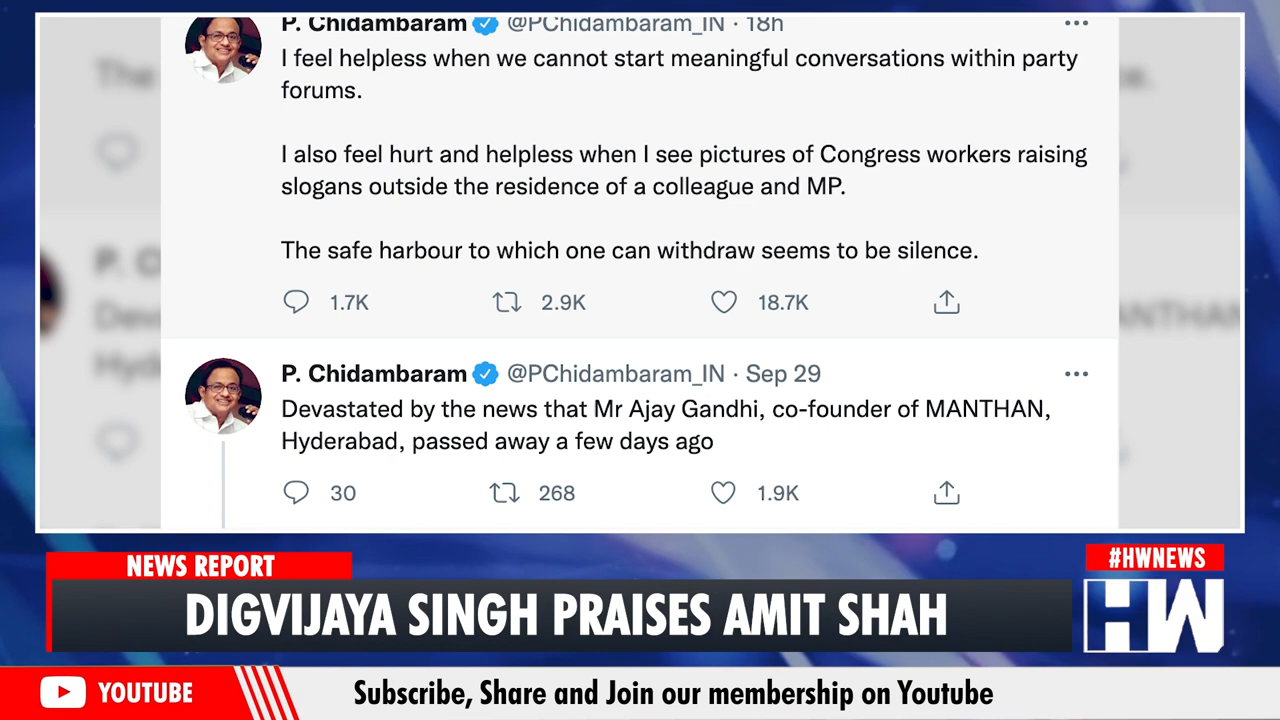 P. Chidambaram @PChidambaram_IN · 18h
I feel helpless when we cannot start meaningful conversations within party
forums.
I also feel hurt and helpless when I see pictures of Congress workers raising
slogans outside the residence of a colleague and MP.
The safe harbour to which one can withdraw seems to be silence.
1.7K 2.9K 18.7K
P. Chidambaram @PChidambaram_IN · Sep 29
Devastated by the news that Mr Ajay Gandhi, co-founder of MANTHAN,
Hyderabad, passed away a few days ago
30 268 1.9K
The
P. C
MANTHAN
NEWS REPORT
#HWNEWS
DIGVIJAYA SINGH PRAISES AMIT SHAH
HW
YOUTUBE
Subscribe, Share and Join our membership on Youtube